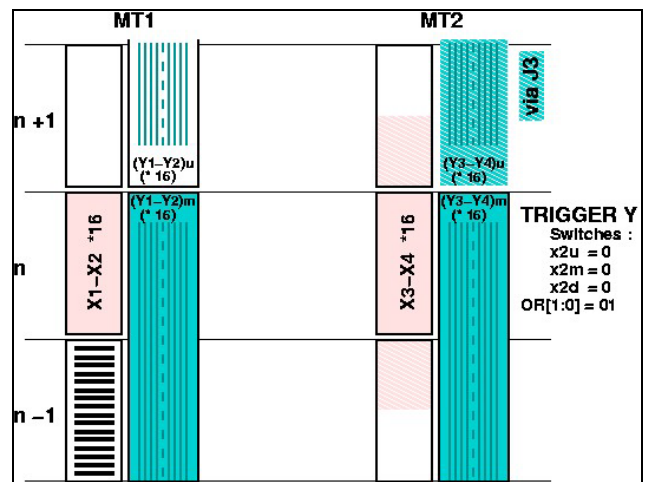 MT1 MT2
via J3
n +1
(Y1-Y2)u (Y3-Y4)u
(* 16) (* 16)
(Y1-Y2)m (Y3-Y4)m
(* 16) (* 16)
X1-X2 *16
X3-X4 *16
n
TRIGGER Y
Switches :
x2u = 0
x2m = 0
x2d = 0
OR[1:0] = 01
n -1